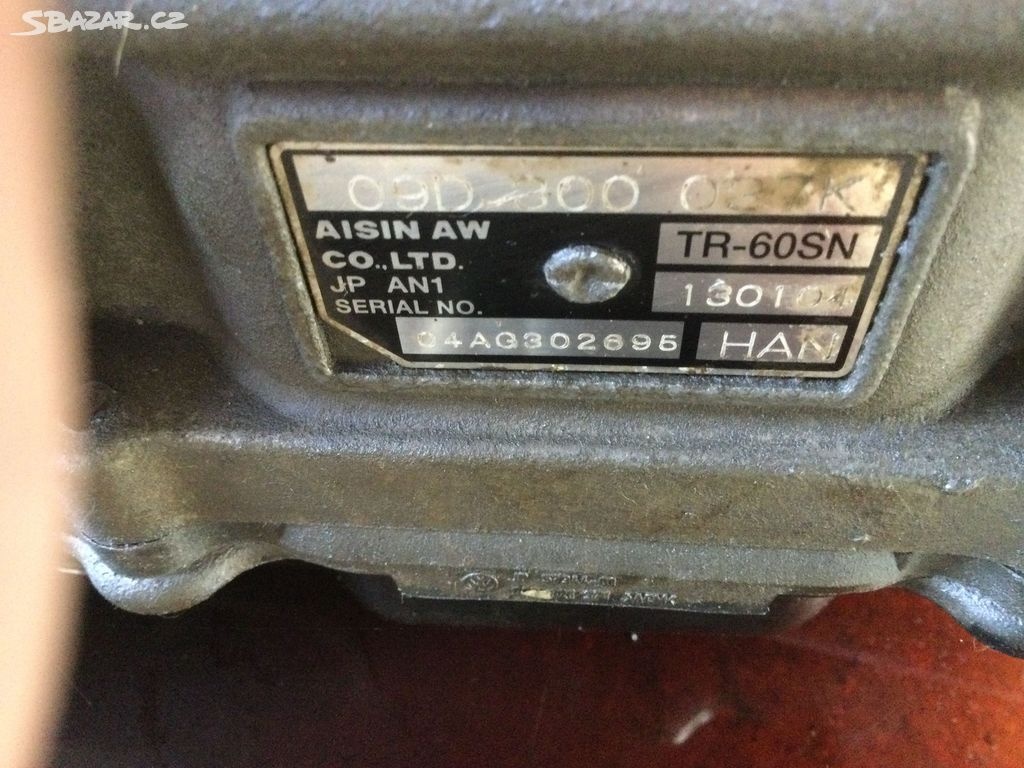 SBAZAR.CZ
09D 300 037K
AISIN AW
CO.,LTD.
TR-60SN
JP AN1
130104
SERIAL NO.
04AG302695
HAN